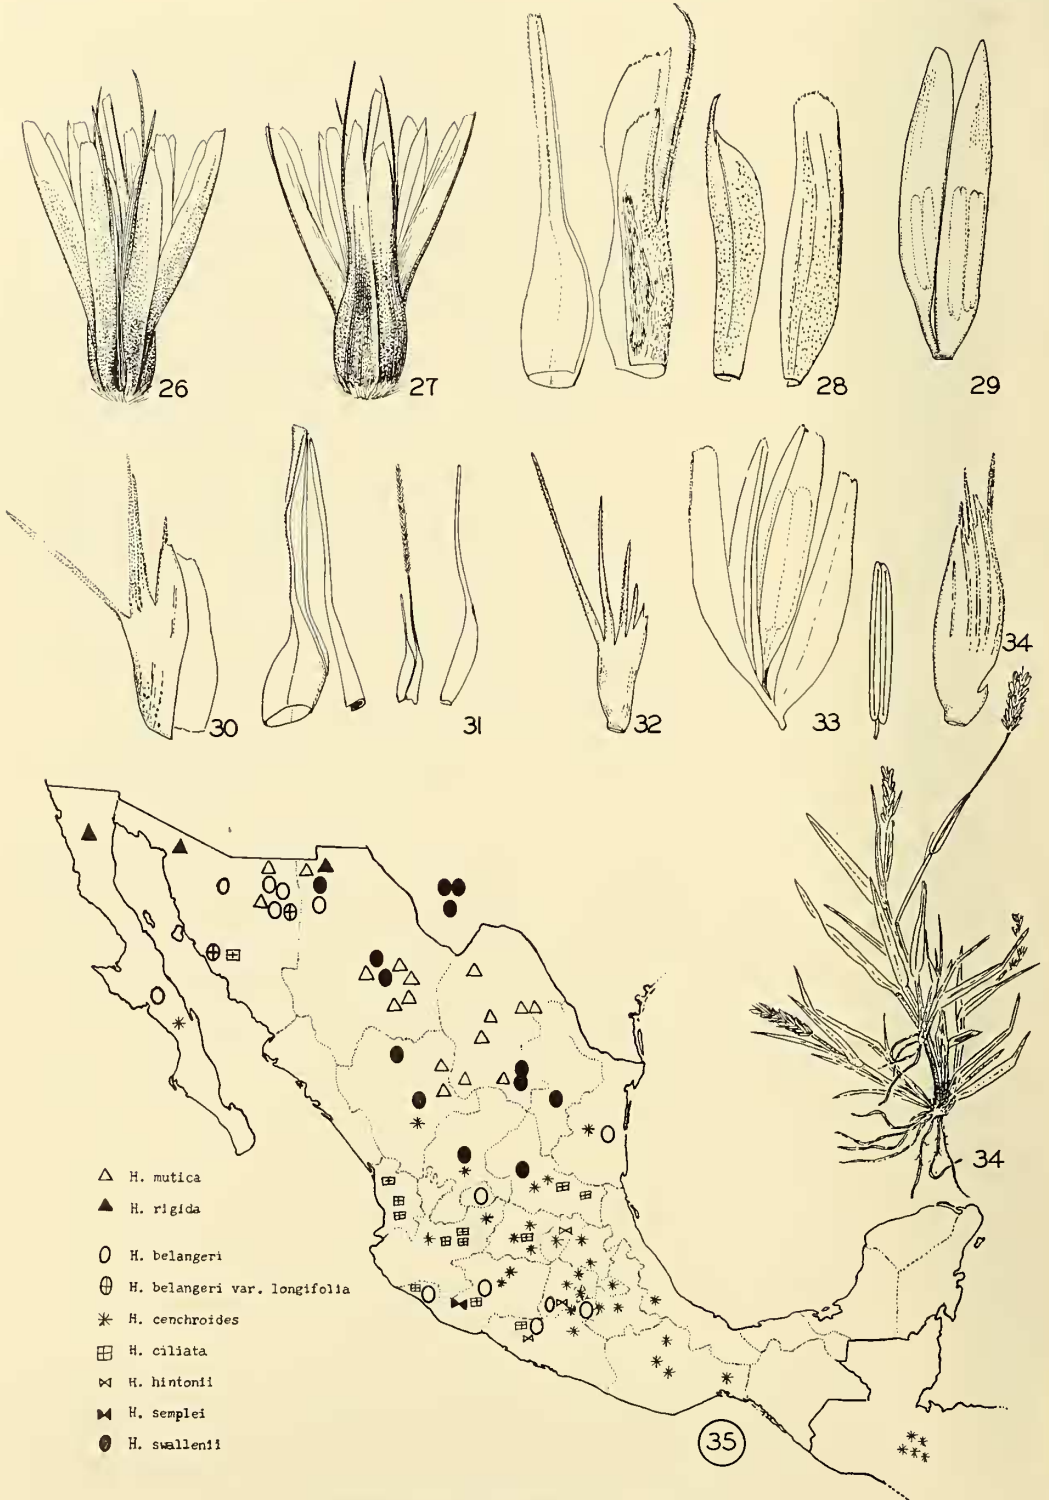 26
27
28
29
30
31
32
33
34
34
H. mutica
H. rigida
H. belangeri
H. belangeri var. longifolia
H. cenchroides
H. ciliata
H. hintonii
H. semplei
H. swallenii
35